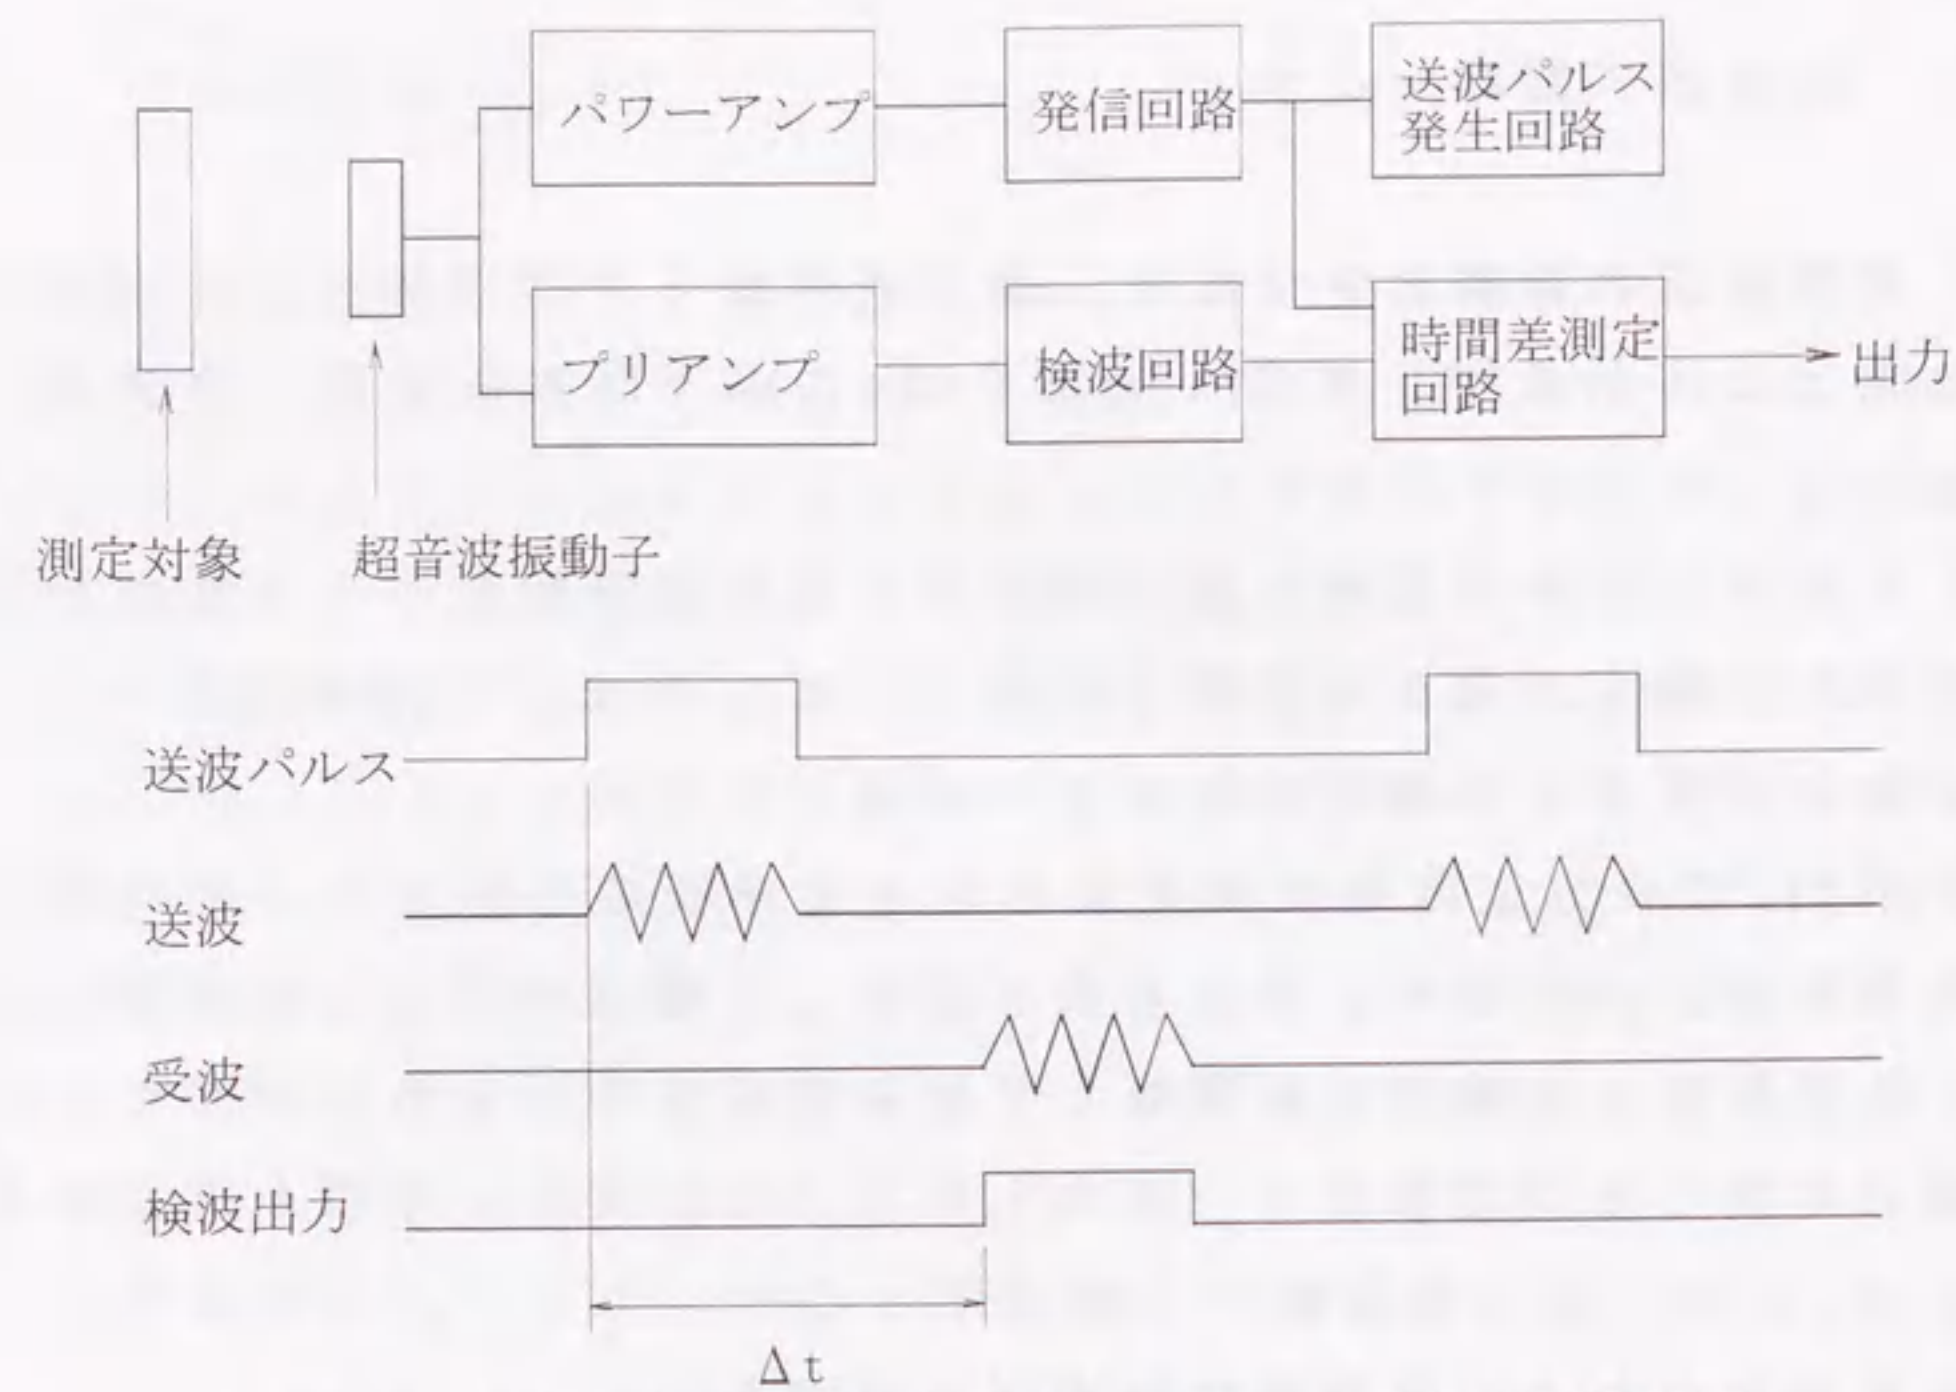 パワーアンプ
発信回路
送波パルス
発生回路
プリアンプ
検波回路
時間差測定
回路
出力
測定対象
超音波振動子
送波パルス
送波
受波
検波出力
Δt